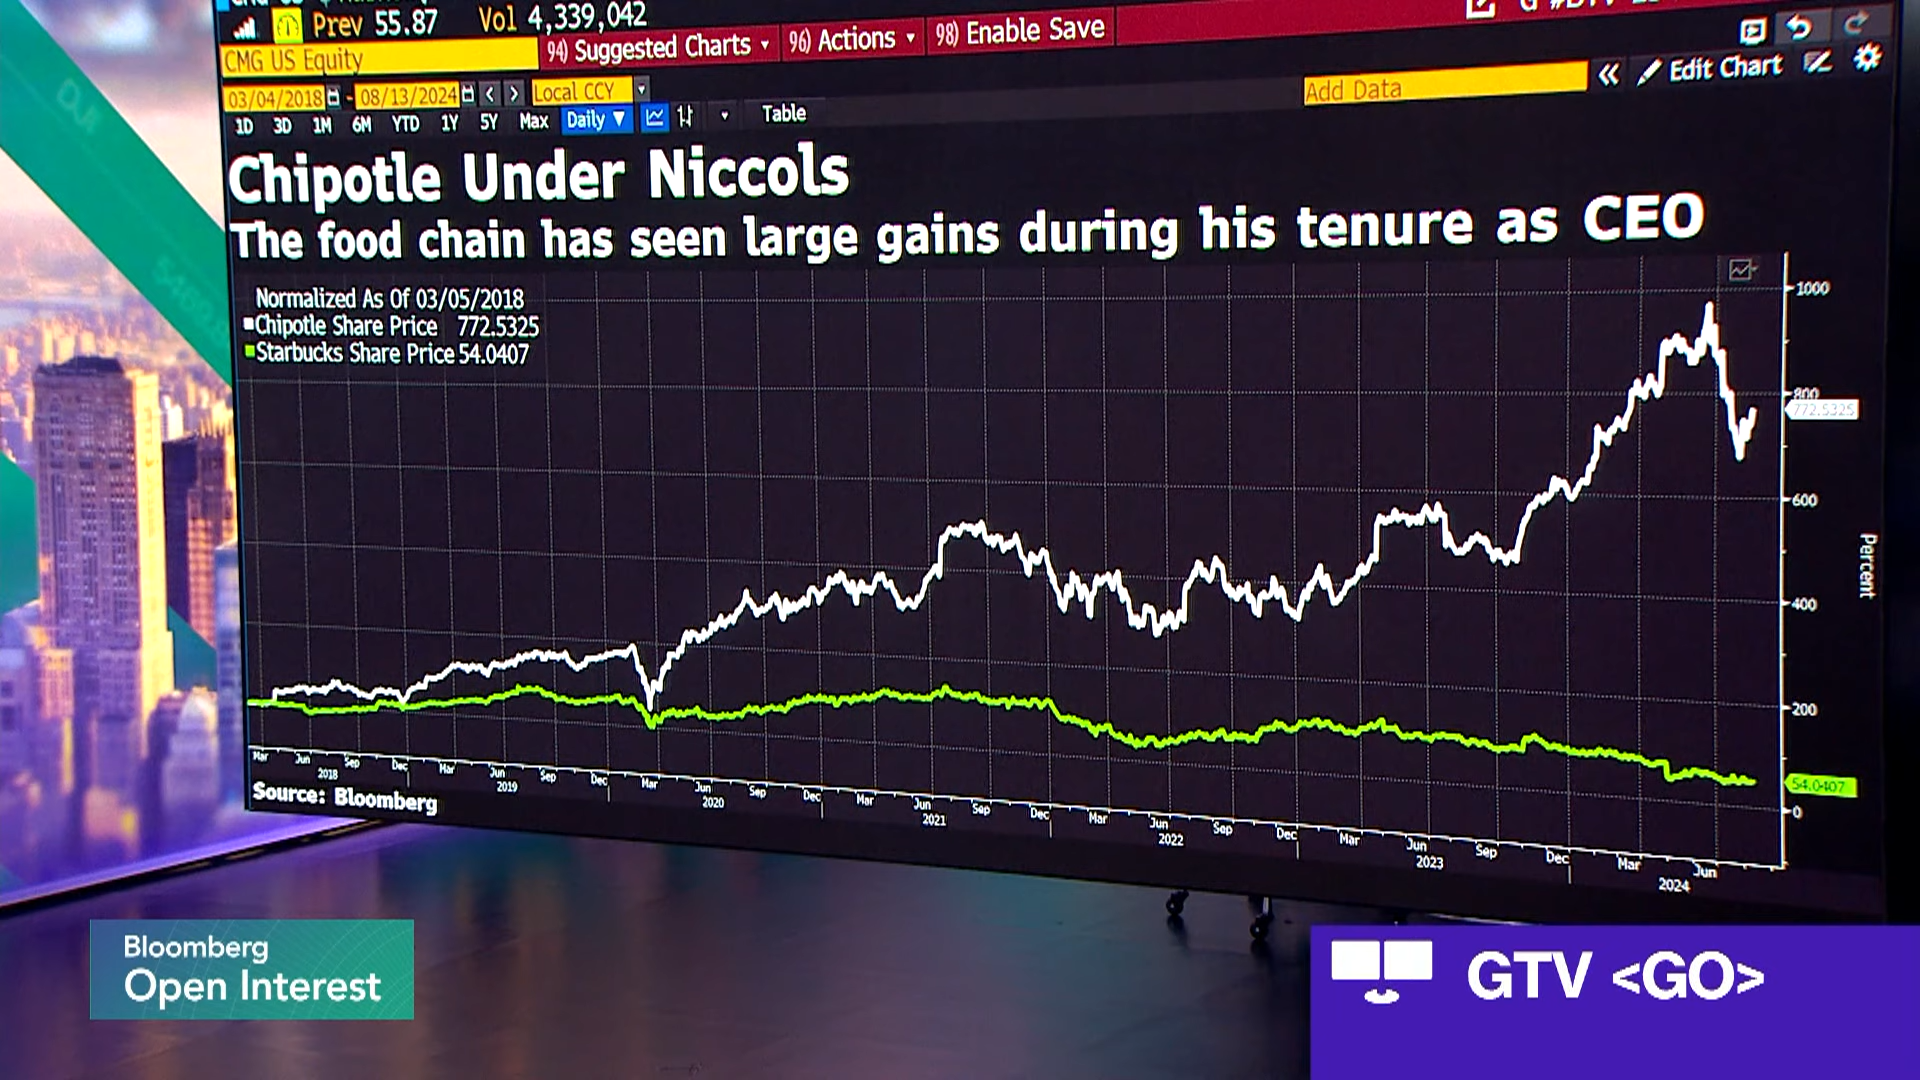 Prev 55.87 Vol 4,339,042
CMG US Equity 94) Suggested Charts 96) Actions 98) Enable Save
03/04/2018 - 08/13/2024 Local CCY Add Data « Edit Chart
1D 3D 1M 6M YTD 1Y 5Y Max Daily Table
Chipotle Under Niccols
The food chain has seen large gains during his tenure as CEO
Normalized As Of 03/05/2018
Chipotle Share Price 772.5325
Starbucks Share Price 54.0407
1000
800
772.5325
600
400
200
54.0407
0
Percent
Mar Jun Sep Dec Mar Jun Sep Dec Mar Jun Sep Dec Mar Jun Sep Dec Mar Jun Sep Dec Mar Jun Sep Dec Mar Jun
2018 2019 2020 2021 2022 2023 2024
Source: Bloomberg
Bloomberg
Open Interest
GTV <GO>